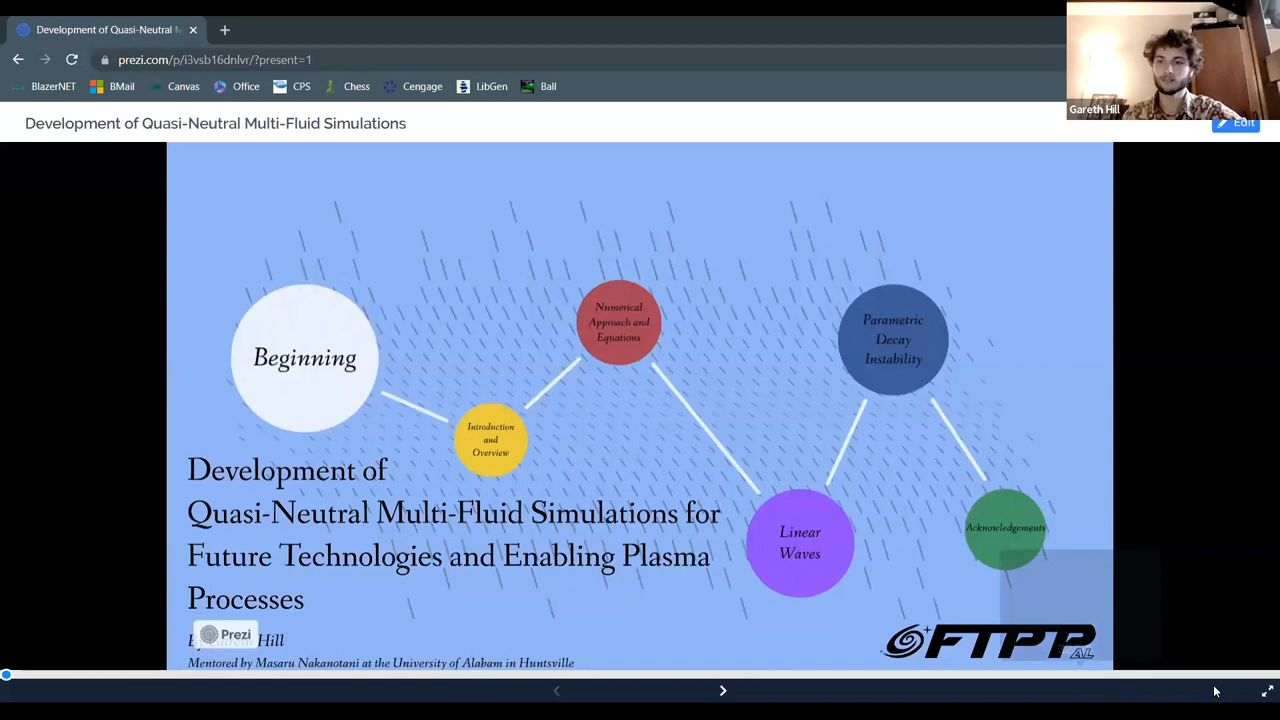 Development of Quasi-Neutral M
prezi.com/p/i3vsb16dnlvr/?present=1
BlazerNET
BMail
Canvas
Office
CPS
Chess
Cengage
LibGen
Ball
Gareth Hill
Development of Quasi-Neutral Multi-Fluid Simulations
Edit
Beginning
Introduction
and
Overview
Numerical
Approach and
Equations
Linear
Waves
Parametric
Decay
Instability
Acknowledgements
Development of
Quasi-Neutral Multi-Fluid Simulations for
Future Technologies and Enabling Plasma
Processes
Prezi
Hill
Mentored by Masaru Nakanotani at the University of Alabam in Huntsville
FTPP
AL